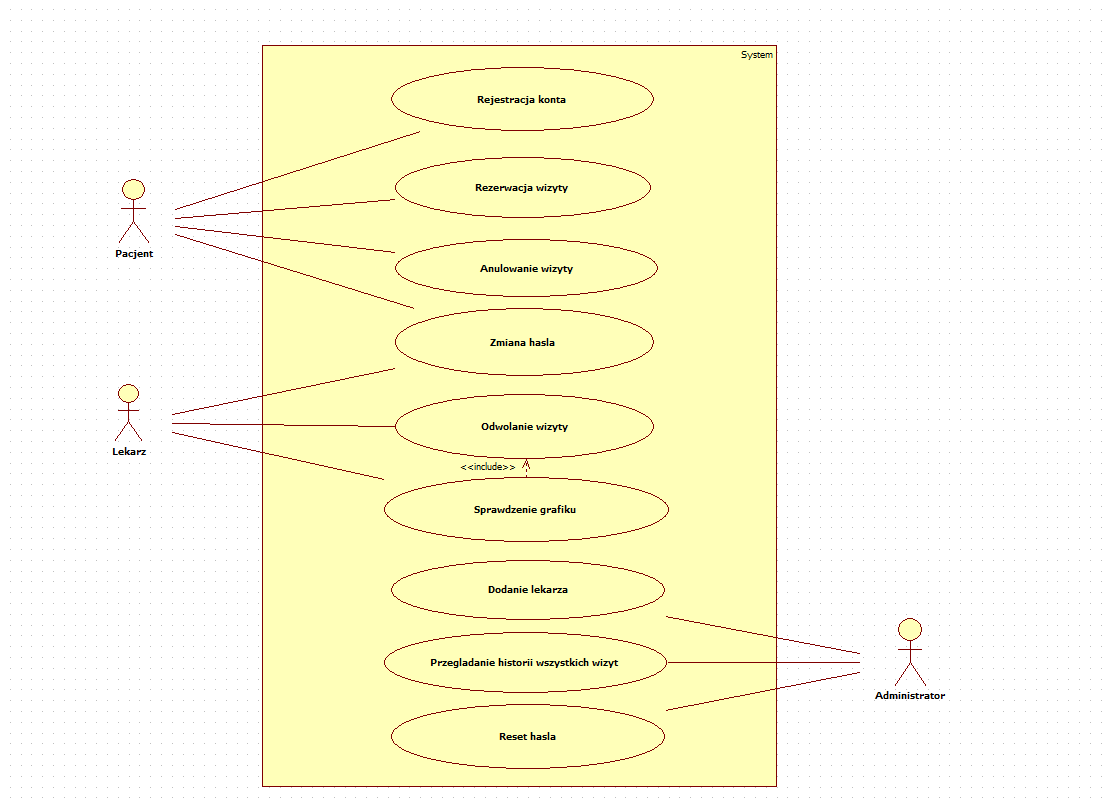 System
Rejestracja konta
Rezerwacja wizyty
Pacjent
Anulowanie wizyty
Zmiana hasla
Odwolanie wizyty
Lekarz
<<include>>
Sprawdzenie grafiku
Dodanie lekarza
Przegladanie historii wszystkich wizyt
Administrator
Reset hasla